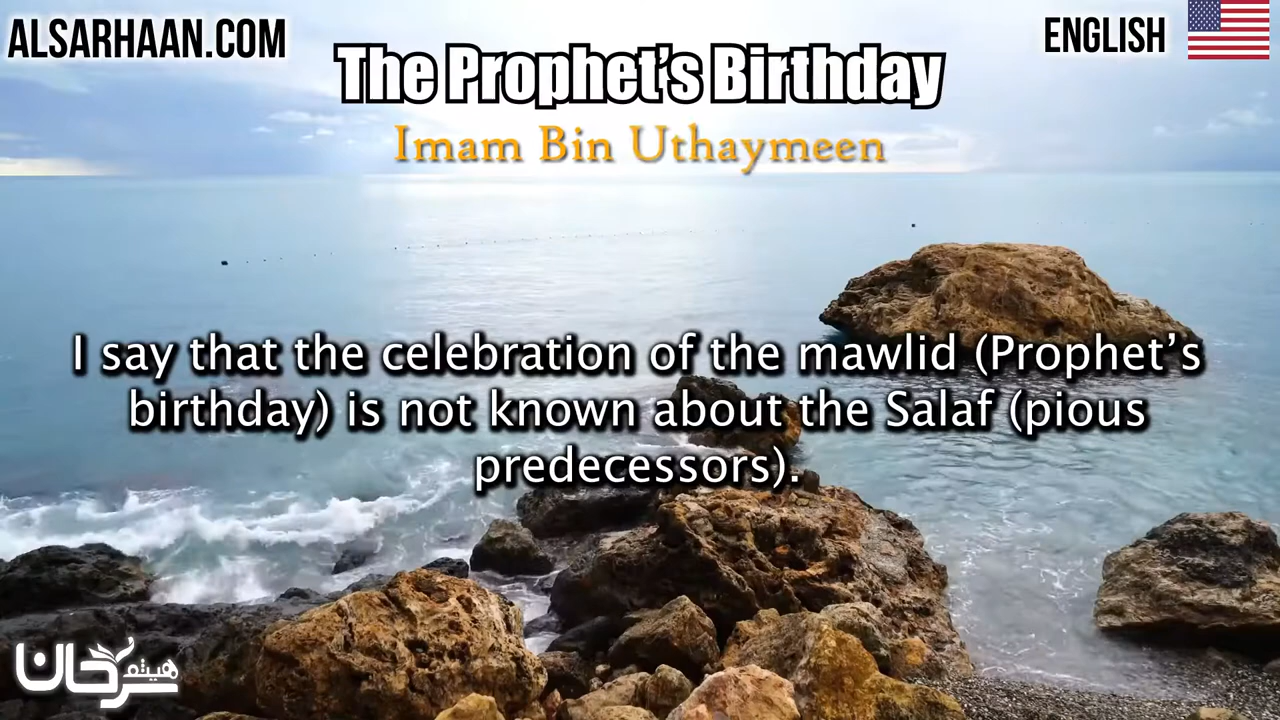 ALSARHAAN.COM
ENGLISH
The Prophet's Birthday
Imam Bin Uthaymeen
I say that the celebration of the mawlid (Prophet’s
birthday) is not known about the Salaf (pious
predecessors).
هيثم
سرحان